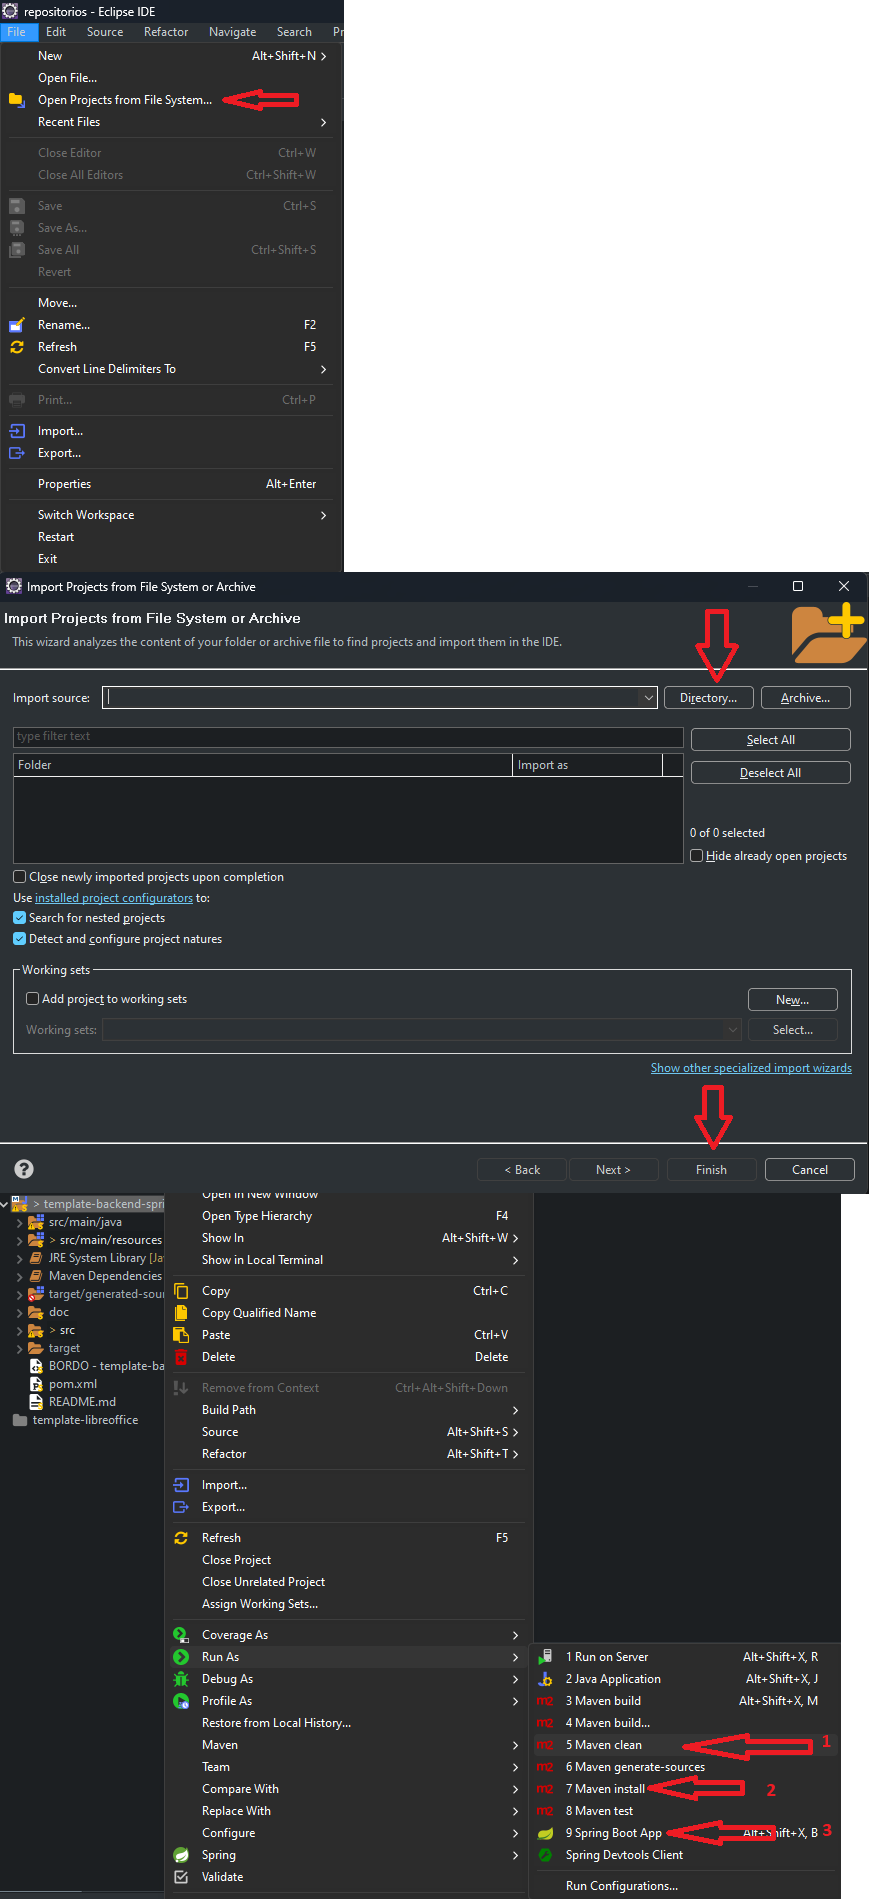 repositorios - Eclipse IDE
File Edit Source Refactor Navigate Search Pr
New Alt+Shift+N >
Open File...
Open Projects from File System...
Recent Files >
Close Editor Ctrl+W
Close All Editors Ctrl+Shift+W
Save Ctrl+S
Save As...
Save All Ctrl+Shift+S
Revert
Move...
Rename... F2
Refresh F5
Convert Line Delimiters To >
Print... Ctrl+P
Import...
Export...
Properties Alt+Enter
Switch Workspace >
Restart
Exit
Import Projects from File System or Archive
Import Projects from File System or Archive
This wizard analyzes the content of your folder or archive file to find projects and import them in the IDE.
Import source: Directory... Archive...
type filter text Select All
Folder Import as
Deselect All
0 of 0 selected
Hide already open projects
Close newly imported projects upon completion
Use installed project configurators to:
Search for nested projects
Detect and configure project natures
Working sets
Add project to working sets New...
Working sets: Select...
Show other specialized import wizards
? < Back Next > Finish Cancel
> template-backend-spri
src/main/java
> src/main/resources
JRE System Library [Jav
Maven Dependencies
target/generated-sour
doc
> src
target
BORDO - template-ba
pom.xml
README.md
template-libreoffice
Open in New Window
Open Type Hierarchy F4
Show In Alt+Shift+W >
Show in Local Terminal >
Copy Ctrl+C
Copy Qualified Name
Paste Ctrl+V
Delete Delete
Remove from Context Ctrl+Alt+Shift+Down
Build Path >
Source Alt+Shift+S >
Refactor Alt+Shift+T >
Import...
Export...
Refresh F5
Close Project
Close Unrelated Project
Assign Working Sets...
Coverage As >
Run As >
Debug As >
Profile As >
Restore from Local History...
Maven >
Team >
Compare With >
Replace With >
Configure >
Spring >
Validate
1 Run on Server Alt+Shift+X, R
2 Java Application Alt+Shift+X, J
m2 3 Maven build Alt+Shift+X, M
m2 4 Maven build...
m2 5 Maven clean 1
m2 6 Maven generate-sources
m2 7 Maven install 2
m2 8 Maven test
9 Spring Boot App Alt+Shift+X, B 3
Spring Devtools Client
Run Configurations...